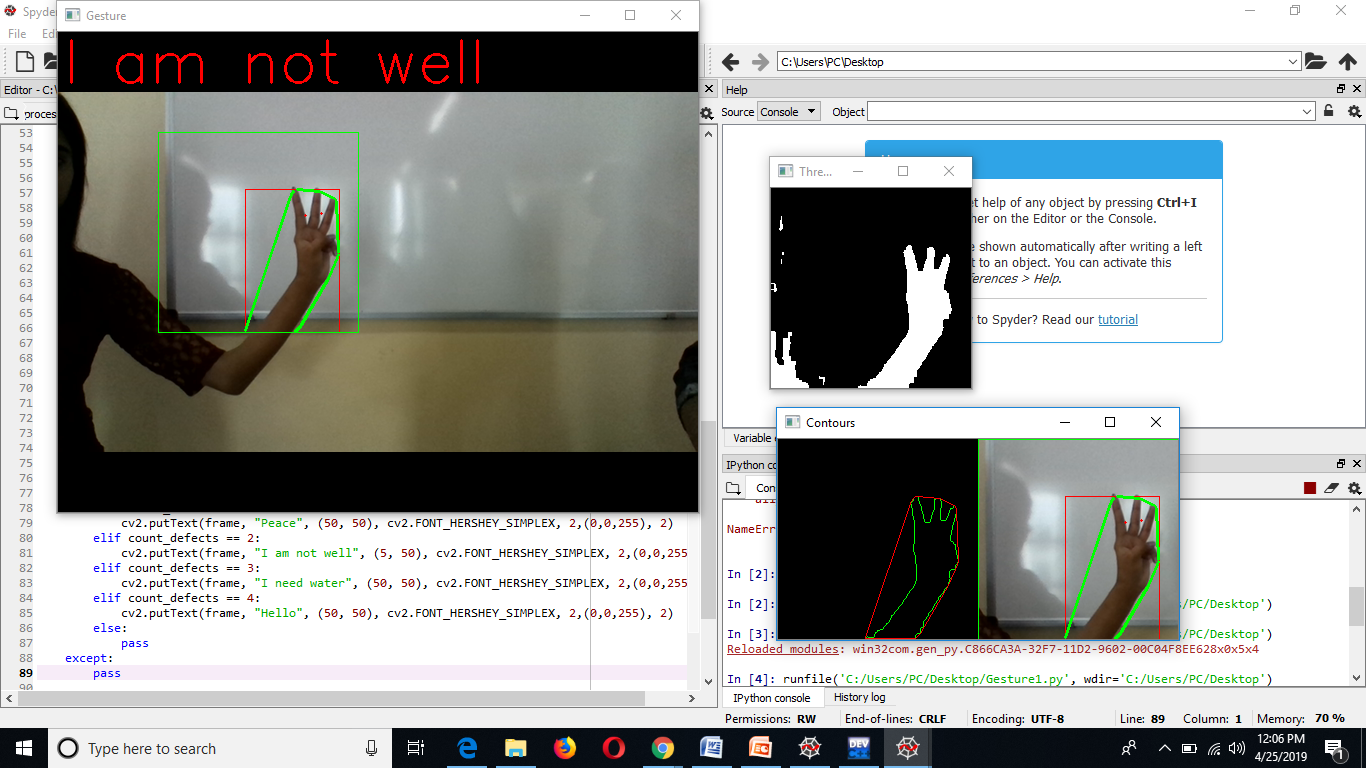 Spyder
Gesture
File
I am not well
C:\Users\PC\Desktop
Editor - C:\
Help
proces
Source Console Object
53
54
55
56
57
58
59
60
61
62
63
64
65
66
67
68
69
70
71
72
73
74
75
76
77
78
79 cv2.putText(frame, "Peace", (50, 50), cv2.FONT_HERSHEY_SIMPLEX, 2,(0,0,255), 2)
80 elif count_defects == 2:
81 cv2.putText(frame, "I am not well", (5, 50), cv2.FONT_HERSHEY_SIMPLEX, 2,(0,0,255
82 elif count_defects == 3:
83 cv2.putText(frame, "I need water", (50, 50), cv2.FONT_HERSHEY_SIMPLEX, 2,(0,0,255
84 elif count_defects == 4:
85 cv2.putText(frame, "Hello", (50, 50), cv2.FONT_HERSHEY_SIMPLEX, 2,(0,0,255), 2)
86 else:
87 pass
88 except:
89 pass
90
Thre...
et help of any object by pressing Ctrl+I
her on the Editor or the Console.
e shown automatically after writing a left
t to an object. You can activate this
ferences > Help.
to Spyder? Read our tutorial
Contours
Variable
IPython co
Con
NameErr
In [2]:
In [2]: s/PC/Desktop')
In [3]: s/PC/Desktop')
Reloaded modules: win32com.gen_py.C866CA3A-32F7-11D2-9602-00C04F8EE628x0x5x4
In [4]: runfile('C:/Users/PC/Desktop/Gesture1.py', wdir='C:/Users/PC/Desktop')
IPython console History log
Permissions: RW End-of-lines: CRLF Encoding: UTF-8 Line: 89 Column: 1 Memory: 70 %
Type here to search
DEV
12:06 PM
4/25/2019
1